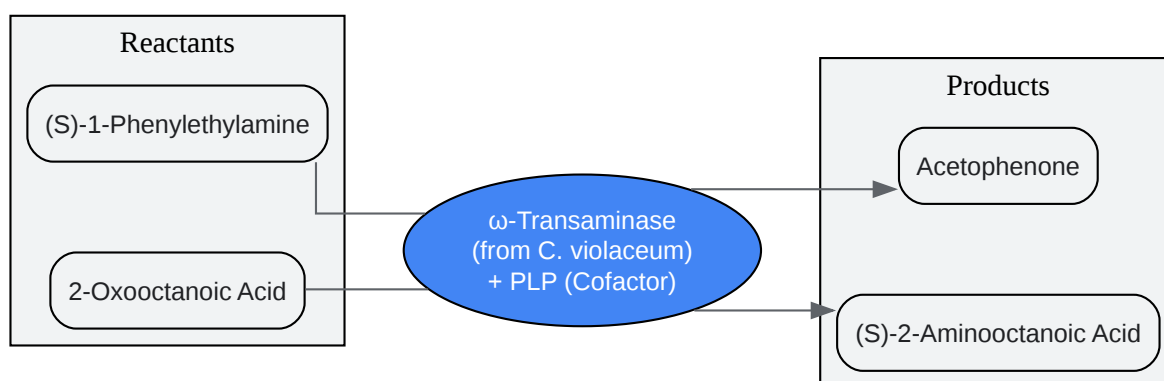 Reactants
(S)-1-Phenylethylamine
2-Oxooctanoic Acid
ω-Transaminase
(from C. violaceum)
+ PLP (Cofactor)
Products
Acetophenone
(S)-2-Aminooctanoic Acid